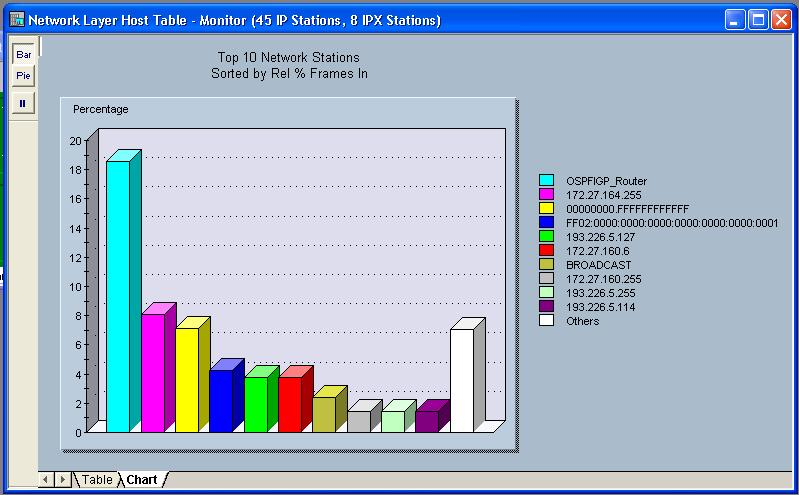 Network Layer Host Table - Monitor (45 IP Stations, 8 IPX Stations)
Bar
Pie
Top 10 Network Stations
Sorted by Rel % Frames In
Percentage
20
18
16
14
12
10
8
6
4
2
0
OSPFIGP_Router
172.27.164.255
00000000.FFFFFFFFFFFF
FF02:0000:0000:0000:0000:0000:0000:0001
193.226.5.127
172.27.160.6
BROADCAST
172.27.160.255
193.226.5.255
193.226.5.114
Others
Table
Chart